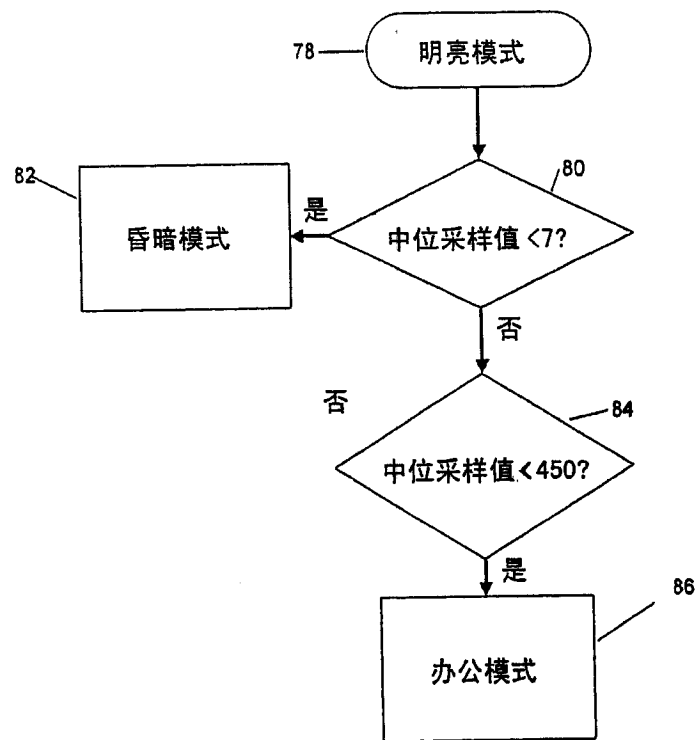 78
明亮模式
80
82
是
昏暗模式
中位采样值<7?
否
否
84
中位采样值<450?
是
86
办公模式